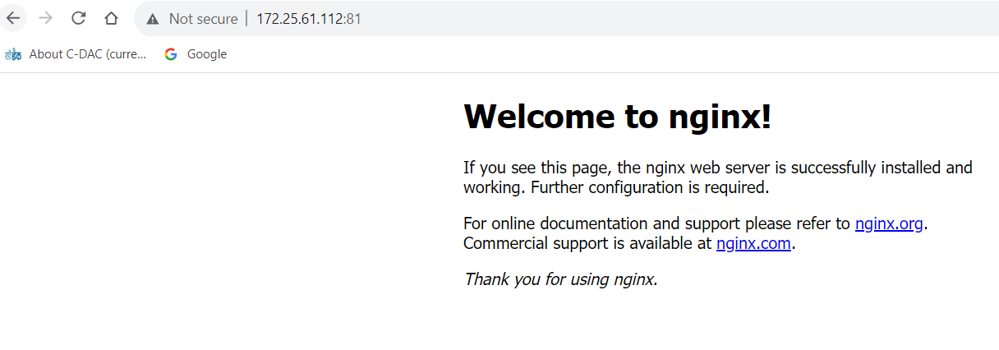 Not secure | 172.25.61.112:81
About C-DAC (curre... Google
Welcome to nginx!
If you see this page, the nginx web server is successfully installed and
working. Further configuration is required.
For online documentation and support please refer to nginx.org.
Commercial support is available at nginx.com.
Thank you for using nginx.